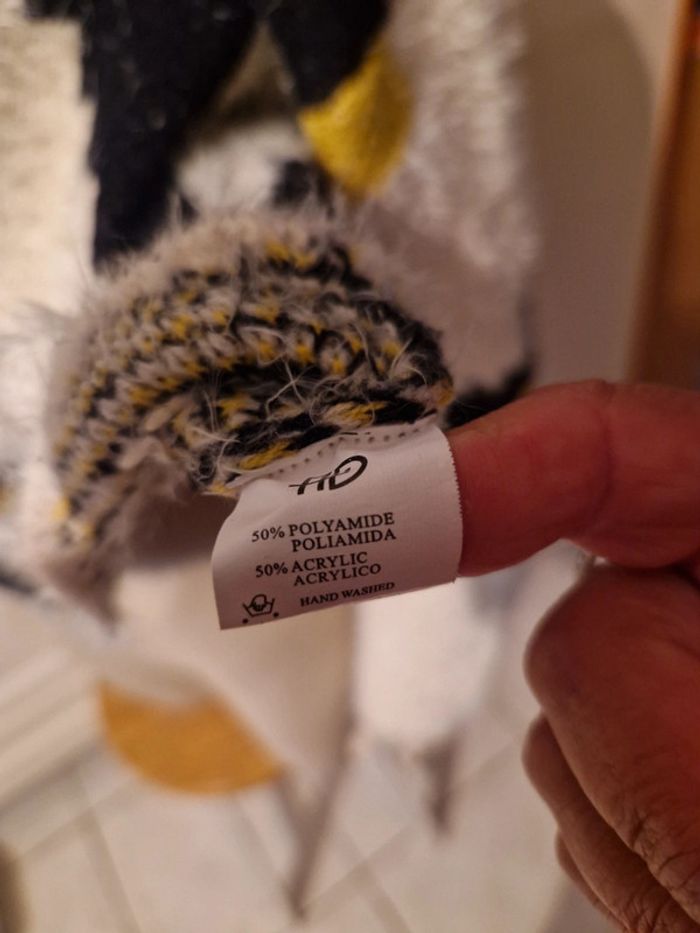 50% POLYAMIDE
POLIAMIDA
50% ACRYLIC
ACRYLICO
HAND WASHED